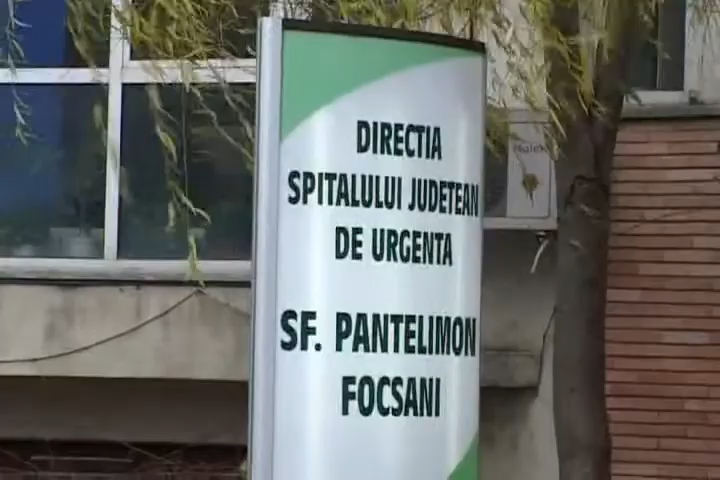 DIRECTIA
SPITALULUI JUDETEAN
DE URGENTA
SF. PANTELIMON
FOCSANI